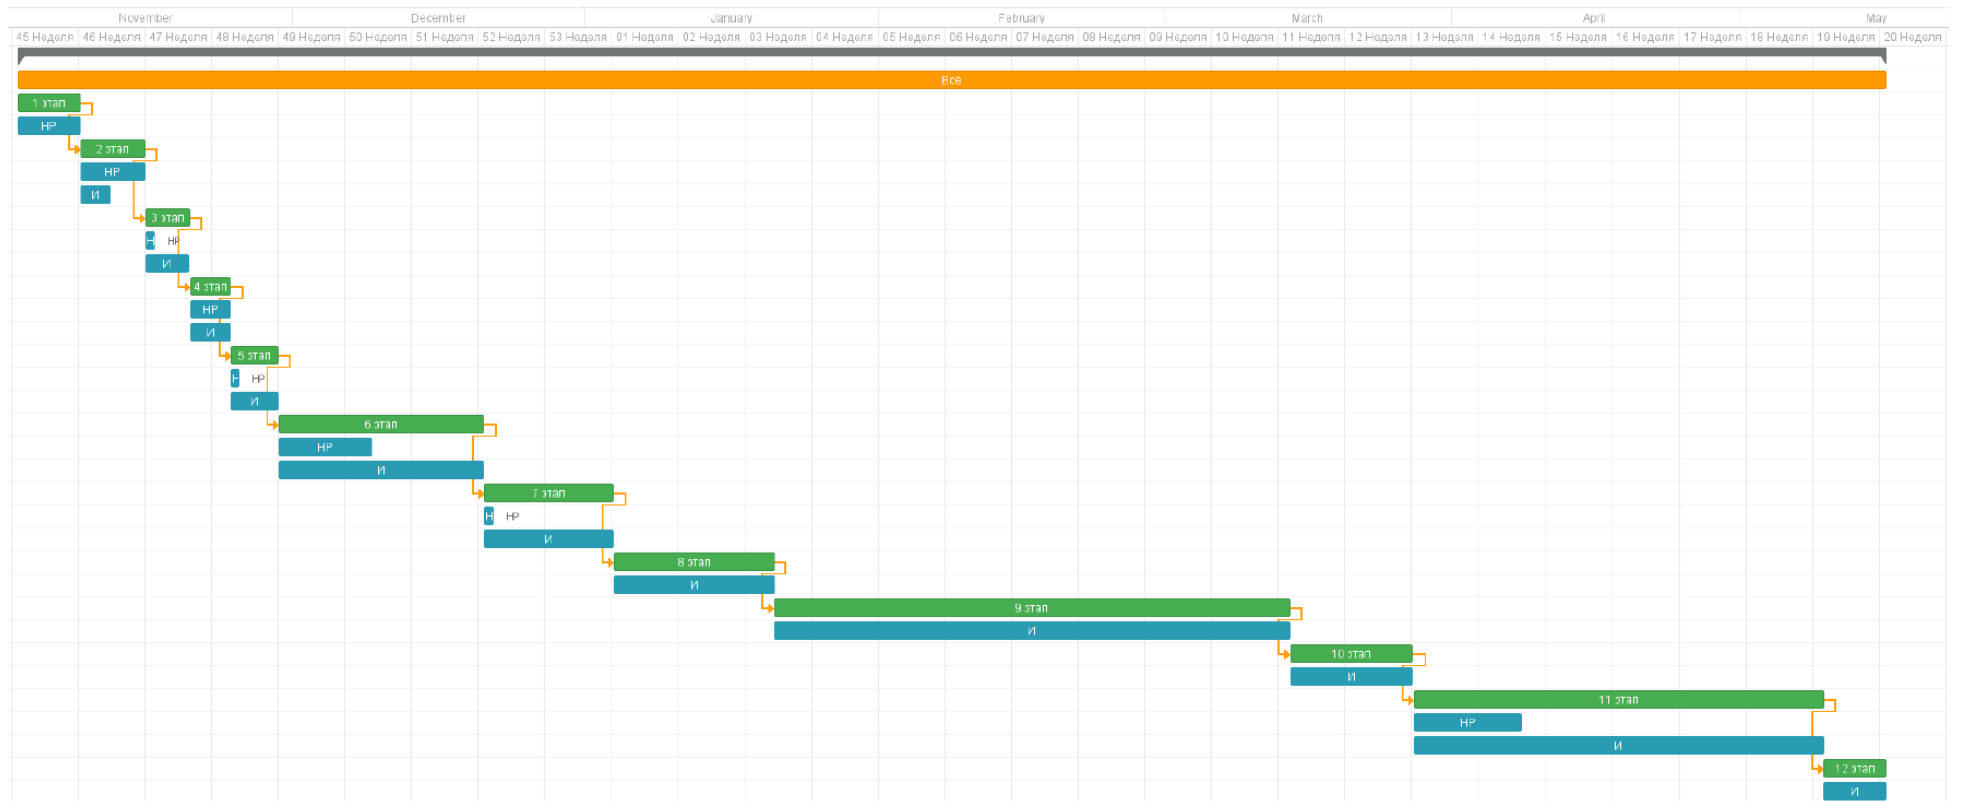 November December January February March April May
45 Неделя 46 Неделя 47 Неделя 48 Неделя 49 Неделя 50 Неделя 51 Неделя 52 Неделя 53 Неделя 01 Неделя 02 Неделя 03 Неделя 04 Неделя 05 Неделя 06 Неделя 07 Неделя 08 Неделя 09 Неделя 10 Неделя 11 Неделя 12 Неделя 13 Неделя 14 Неделя 15 Неделя 16 Неделя 17 Неделя 18 Неделя 19 Неделя 20 Неделя
Все
1 этап
НР
2 этап
НР
И
3 этап
Н НР
И
4 этап
НР
И
5 этап
Н НР
И
6 этап
НР
И
7 этап
Н НР
И
8 этап
И
9 этап
И
10 этап
И
11 этап
НР
И
12 этап
И